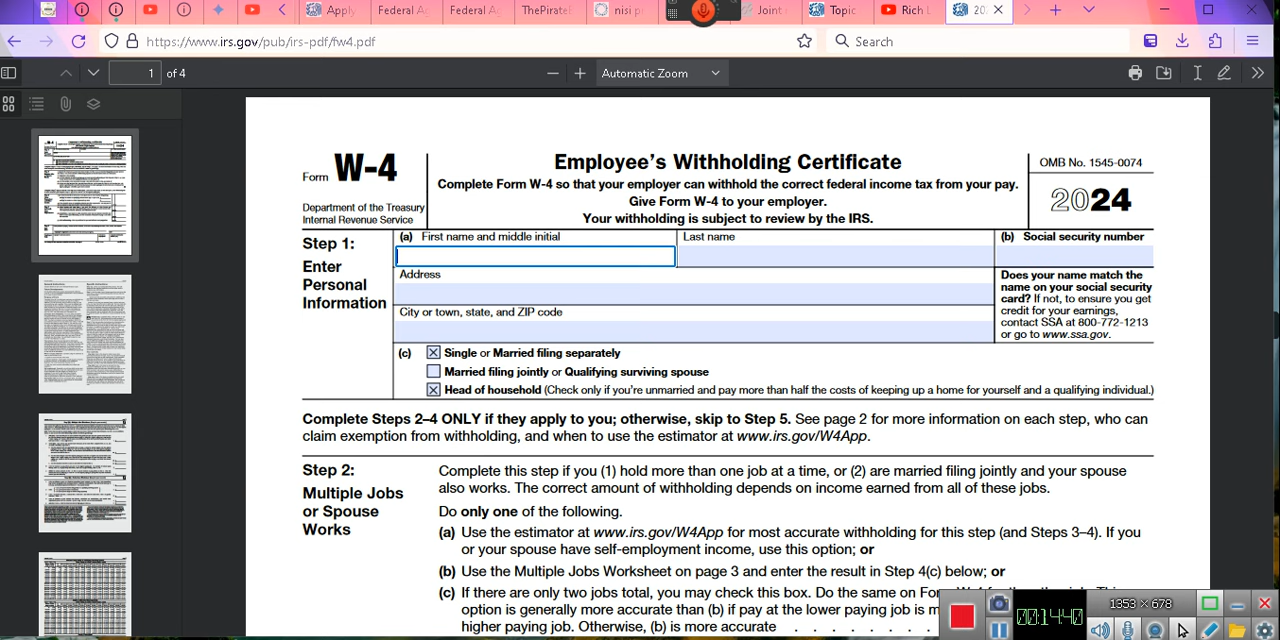 Apply
Federal A
Federal A
ThePirate
nisi p
Joint
Topic
Rich L
20
https://www.irs.gov/pub/irs-pdf/fw4.pdf
Search
1 of 4
Automatic Zoom
Form W-4
Department of the Treasury
Internal Revenue Service
Employee's Withholding Certificate
Complete Form W-4 so that your employer can withhold the correct federal income tax from your pay.
Give Form W-4 to your employer.
Your withholding is subject to review by the IRS.
OMB No. 1545-0074
2024
Step 1:
Enter
Personal
Information
(a) First name and middle initial
Last name
(b) Social security number
Address
City or town, state, and ZIP code
Does your name match the
name on your social security
card? If not, to ensure you get
credit for your earnings,
contact SSA at 800-772-1213
or go to www.ssa.gov.
(c) Single or Married filing separately
Married filing jointly or Qualifying surviving spouse
Head of household (Check only if you're unmarried and pay more than half the costs of keeping up a home for yourself and a qualifying individual.)
Complete Steps 2–4 ONLY if they apply to you; otherwise, skip to Step 5. See page 2 for more information on each step, who can
claim exemption from withholding, and when to use the estimator at www.irs.gov/W4App.
Step 2:
Multiple Jobs
or Spouse
Works
Complete this step if you (1) hold more than one job at a time, or (2) are married filing jointly and your spouse
also works. The correct amount of withholding depends on income earned from all of these jobs.
Do only one of the following.
(a) Use the estimator at www.irs.gov/W4App for most accurate withholding for this step (and Steps 3–4). If you
or your spouse have self-employment income, use this option; or
(b) Use the Multiple Jobs Worksheet on page 3 and enter the result in Step 4(c) below; or
(c) If there are only two jobs total, you may check this box. Do the same on For
option is generally more accurate than (b) if pay at the lower paying job is m
higher paying job. Otherwise, (b) is more accurate . . . . .
00:14:40
1353 x 678